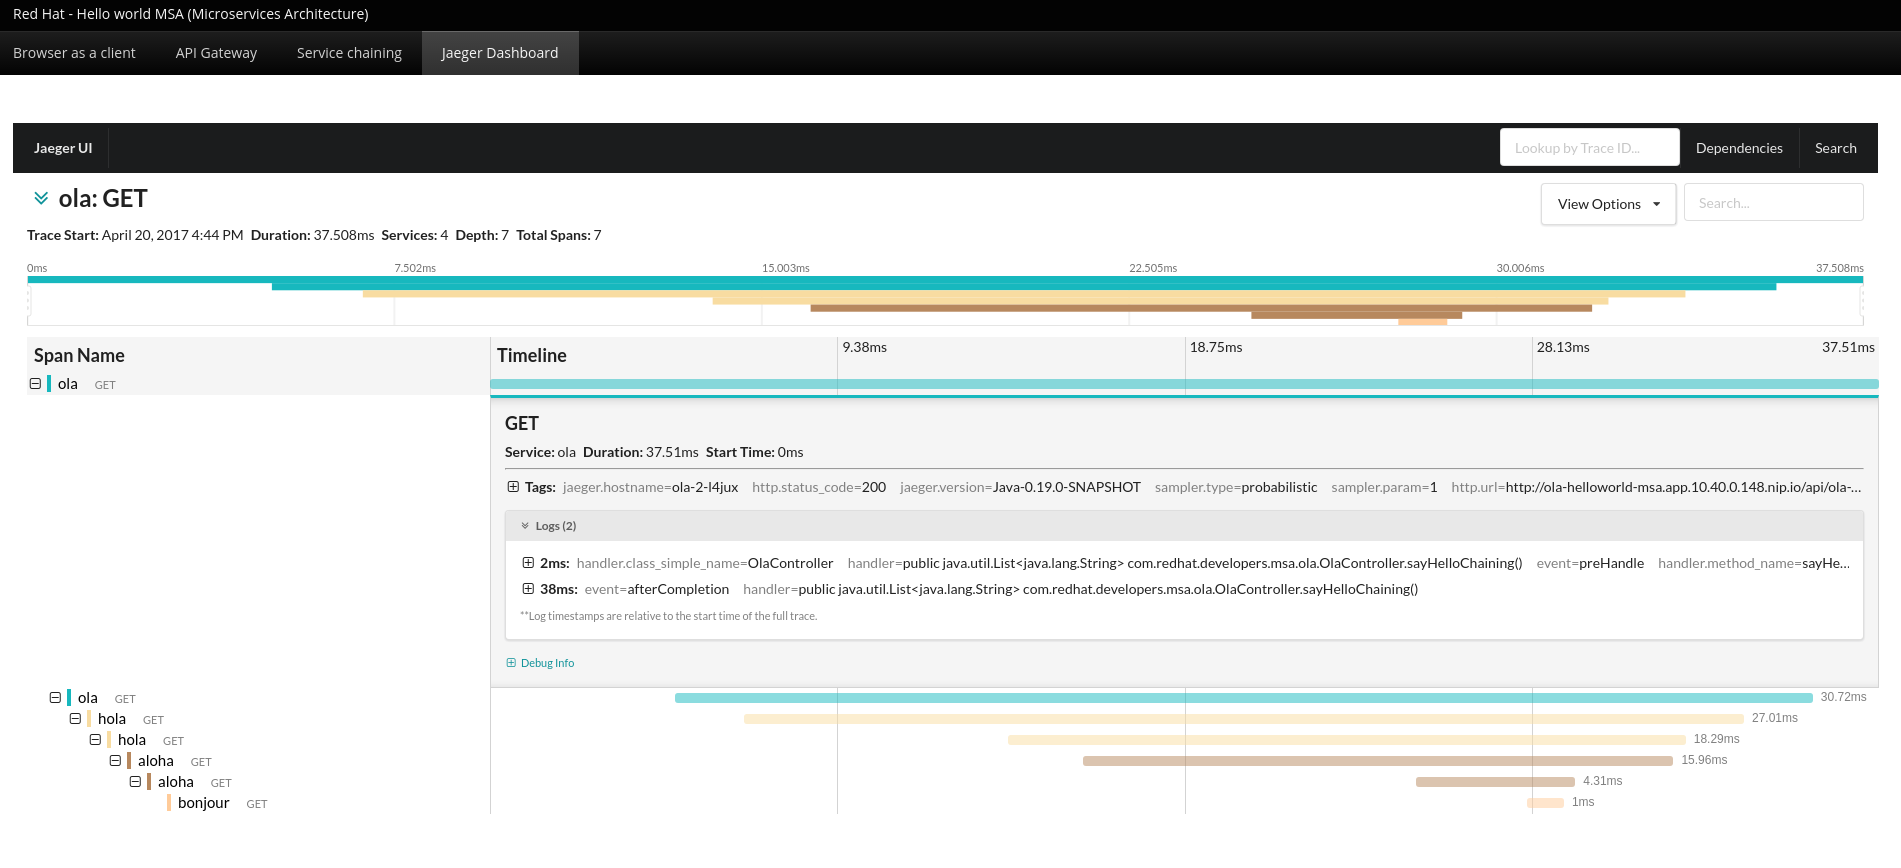 Red Hat - Hello world MSA (Microservices Architecture)
Browser as a client API Gateway Service chaining Jaeger Dashboard
Jaeger UI Lookup by Trace ID... Dependencies Search
ola: GET View Options Search...
Trace Start: April 20, 2017 4:44 PM Duration: 37.508ms Services: 4 Depth: 7 Total Spans: 7
0ms 7.502ms 15.003ms 22.505ms 30.006ms 37.508ms
Span Name Timeline 9.38ms 18.75ms 28.13ms 37.51ms
ola GET
GET
Service: ola Duration: 37.51ms Start Time: 0ms
Tags: jaeger.hostname=ola-2-l4jux http.status_code=200 jaeger.version=Java-0.19.0-SNAPSHOT sampler.type=probabilistic sampler.param=1 http.url=http://ola-helloworld-msa.app.10.40.0.148.nip.io/api/ola-...
Logs (2)
2ms: handler.class_simple_name=OlaController handler=public java.util.List<java.lang.String> com.redhat.developers.msa.ola.OlaController.sayHelloChaining() event=preHandle handler.method_name=sayHe...
38ms: event=afterCompletion handler=public java.util.List<java.lang.String> com.redhat.developers.msa.ola.OlaController.sayHelloChaining()
**Log timestamps are relative to the start time of the full trace.
Debug Info
ola GET 30.72ms
hola GET 27.01ms
hola GET 18.29ms
aloha GET 15.96ms
aloha GET 4.31ms
bonjour GET 1ms